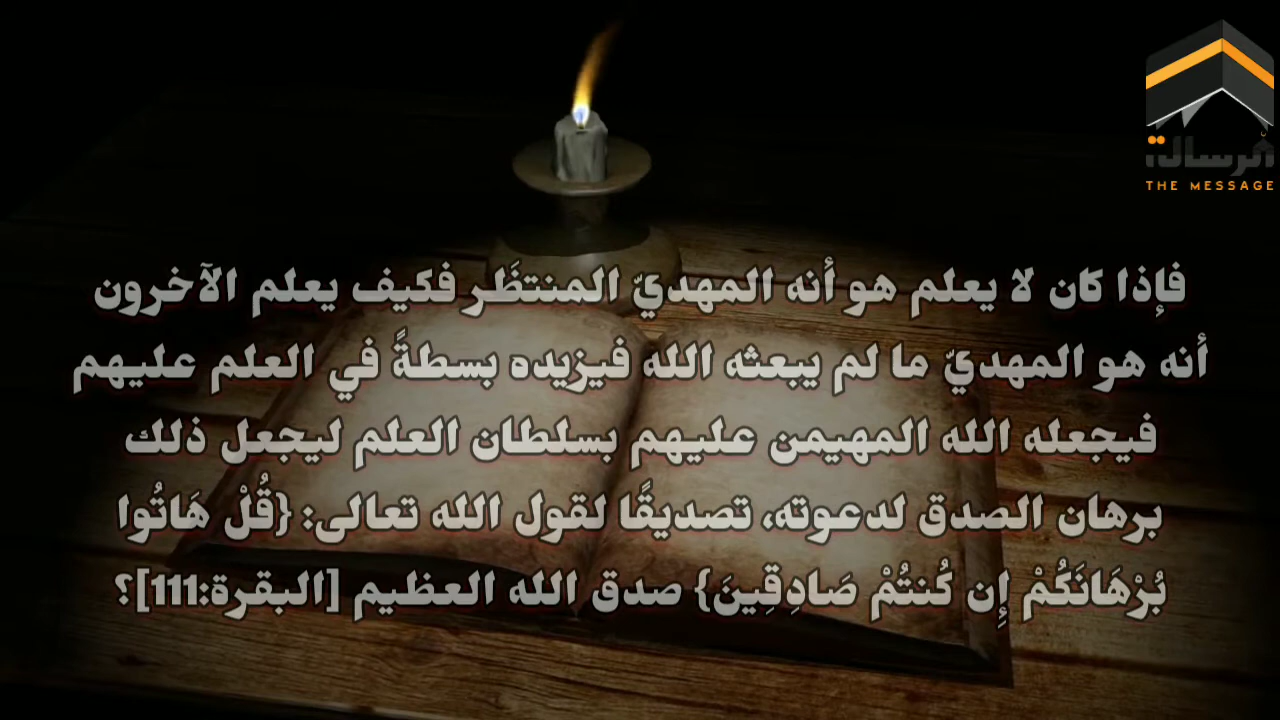 الرسالة
THE MESSAGE
فإذا كان لا يعلم هو أنه المهديّ المنتظَر فكيف يعلم الآخرون
أنه هو المهديّ ما لم يبعثه الله فيزيده بسطةً في العلم عليهم
فيجعله الله المهيمن عليهم بسلطان العلم ليجعل ذلك
برهان الصدق لدعوته، تصديقًا لقول الله تعالى: {قُلْ هَاتُوا
بُرْهَانَكُمْ إِن كُنتُمْ صَادِقِينَ} صدق الله العظيم [البقرة:111]؟